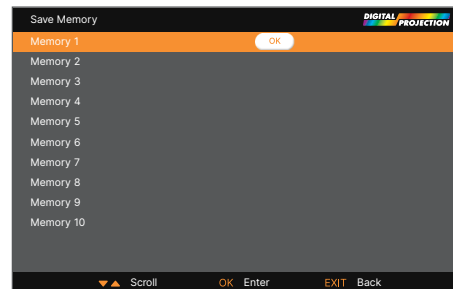 Save Memory
DIGITAL
PROJECTION
Memory 1 OK
Memory 2
Memory 3
Memory 4
Memory 5
Memory 6
Memory 7
Memory 8
Memory 9
Memory 10
Scroll OK Enter EXIT Back